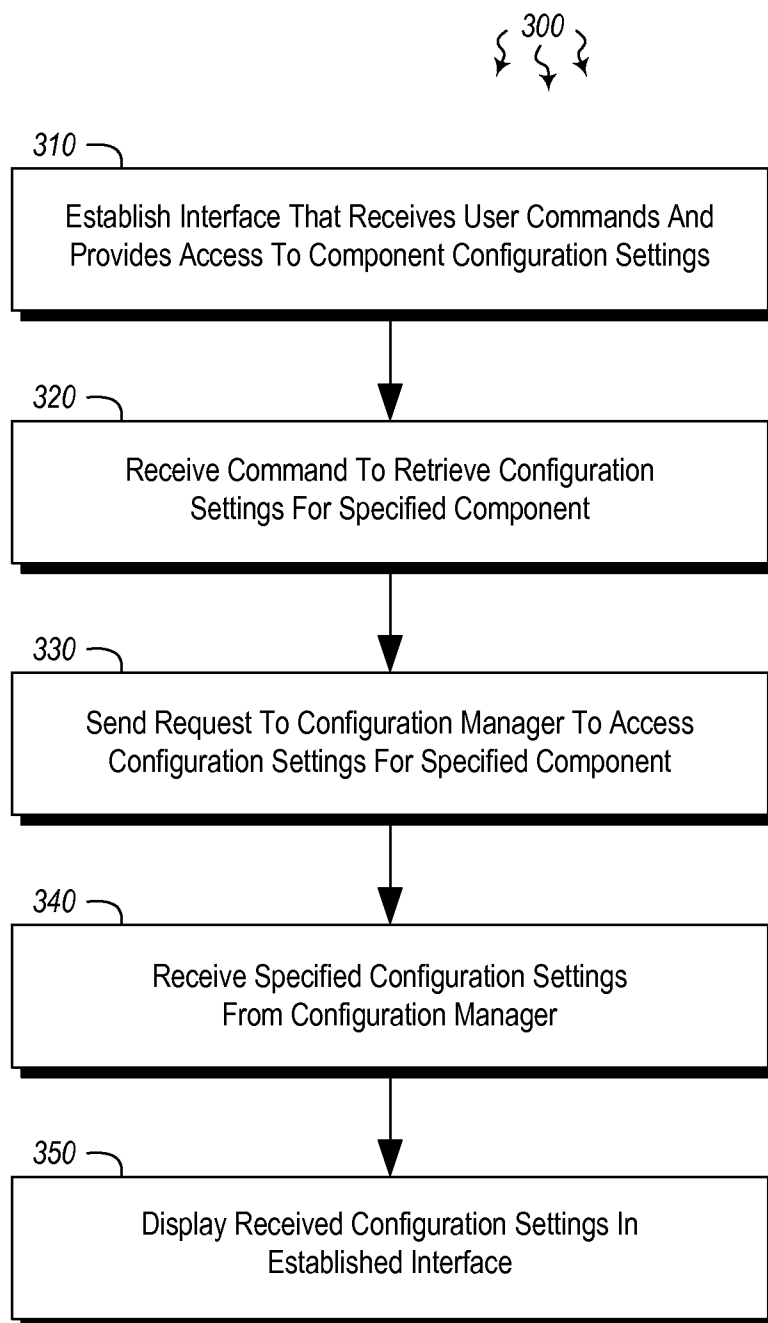 300
310
Establish Interface That Receives User Commands And
Provides Access To Component Configuration Settings
320
Receive Command To Retrieve Configuration
Settings For Specified Component
330
Send Request To Configuration Manager To Access
Configuration Settings For Specified Component
340
Receive Specified Configuration Settings
From Configuration Manager
350
Display Received Configuration Settings In
Established Interface